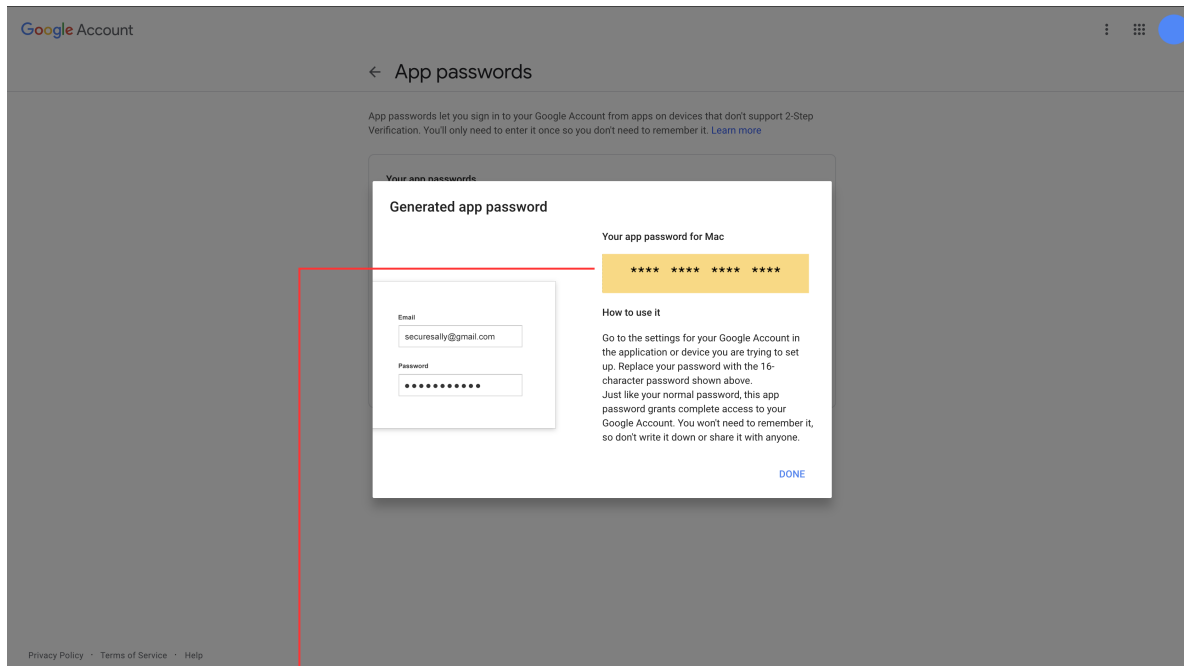 Google Account
App passwords
App passwords let you sign in to your Google Account from apps on devices that don't support 2-Step
Verification. You'll only need to enter it once so you don't need to remember it. Learn more
Your app passwords
Generated app password
Your app password for Mac
**** **** **** ****
Email
securesally@gmail.com
Password
●●●●●●●●●●●
How to use it
Go to the settings for your Google Account in
the application or device you are trying to set
up. Replace your password with the 16-
character password shown above.
Just like your normal password, this app
password grants complete access to your
Google Account. You won't need to remember it,
so don't write it down or share it with anyone.
DONE
Privacy Policy · Terms of Service · Help